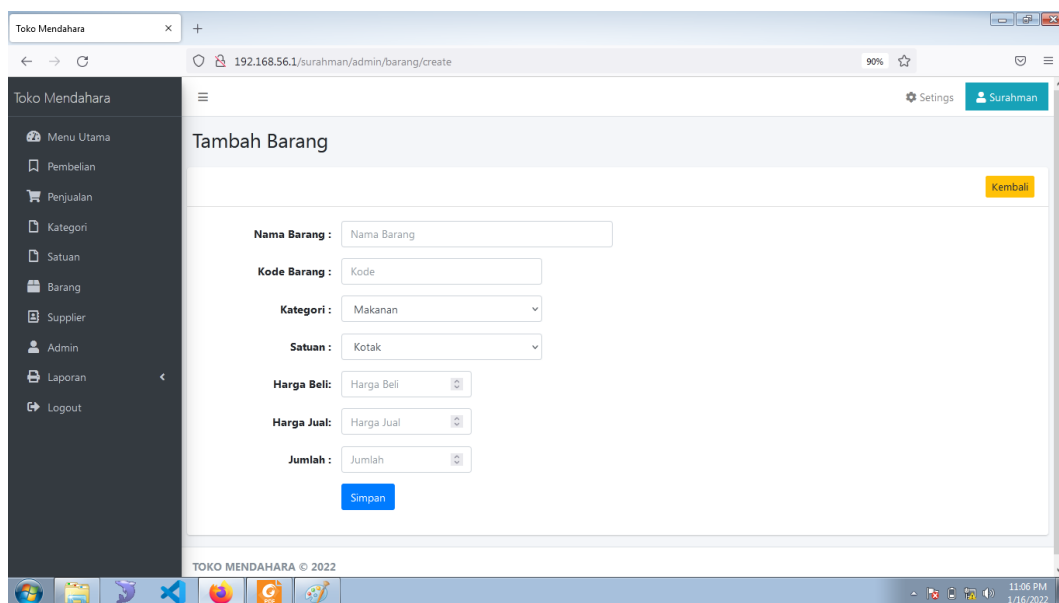 Toko Mendahara
192.168.56.1/surahman/admin/barang/create
90%
Toko Mendahara
Setings
Surahman
Menu Utama
Pembelian
Penjualan
Kategori
Satuan
Barang
Supplier
Admin
Laporan
Logout
Tambah Barang
Kembali
Nama Barang : Nama Barang
Kode Barang : Kode
Kategori : Makanan
Satuan : Kotak
Harga Beli: Harga Beli
Harga Jual: Harga Jual
Jumlah : Jumlah
Simpan
TOKO MENDAHARA © 2022
11:06 PM
1/16/2022